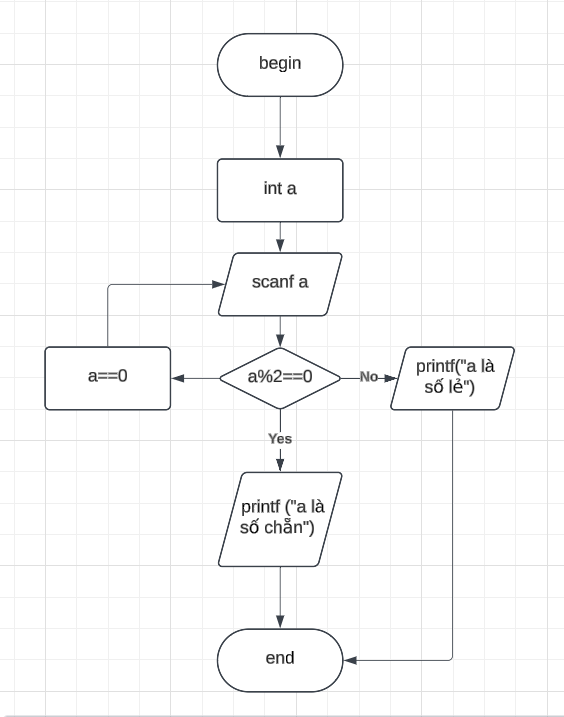 begin
int a
scanf a
a==0
a%2==0
No
printf("a là
số lẻ")
Yes
printf ("a là
số chẵn")
end